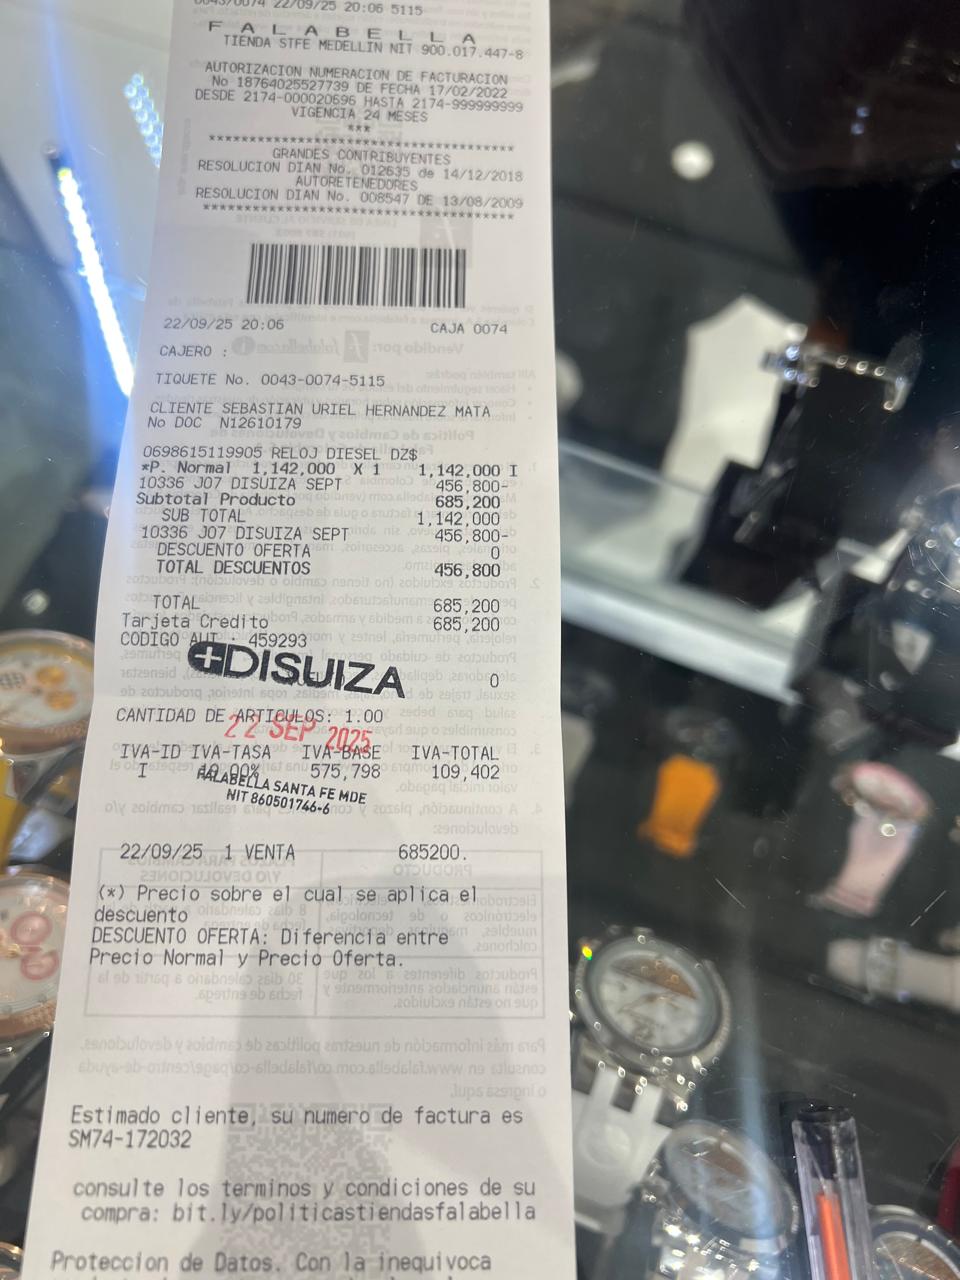 0043/0074 22/09/25 20:06 5115
F A L A B E L L A
TIENDA STFE MEDELLIN NIT 900.017.447-8
AUTORIZACION NUMERACION DE FACTURACION
No 18764025527739 DE FECHA 17/02/2022
DESDE 2174-000020696 HASTA 2174-999999999
VIGENCIA 24 MESES
***
****************************************
GRANDES CONTRIBUYENTES
RESOLUCION DIAN No. 012635 de 14/12/2018
AUTORETENEDORES
RESOLUCION DIAN No. 008547 DE 13/08/2009
****************************************
22/09/25 20:06 CAJA 0074
CAJERO :
TIQUETE No. 0043-0074-5115
CLIENTE SEBASTIAN URIEL HERNANDEZ MATA
No DOC N12610179
0698615119905 RELOJ DIESEL DZ$
*P. Normal 1,142,000 X 1 1,142,000 I
10336 J07 DISUIZA SEPT 456,800-
Subtotal Producto 685,200
SUB TOTAL 1,142,000
10336 J07 DISUIZA SEPT 456,800-
DESCUENTO OFERTA 0
TOTAL DESCUENTOS 456,800
TOTAL 685,200
Tarjeta Credito 685,200
CODIGO AUT : 459293
DISUIZA
0
CANTIDAD DE ARTICULOS: 1.00
22 SEP 2025
IVA-ID IVA-TASA IVA-BASE IVA-TOTAL
I 575,798 109,402
FALABELLA SANTA FE MDE
NIT 860501746-6
22/09/25 1 VENTA 685200.
(*) Precio sobre el cual se aplica el
descuento
DESCUENTO OFERTA: Diferencia entre
Precio Normal y Precio Oferta.
Estimado cliente, su numero de factura es
SM74-172032
consulte los terminos y condiciones de su
compra: bit.ly/politicastiendasfalabella
Proteccion de Datos. Con la inequivoca